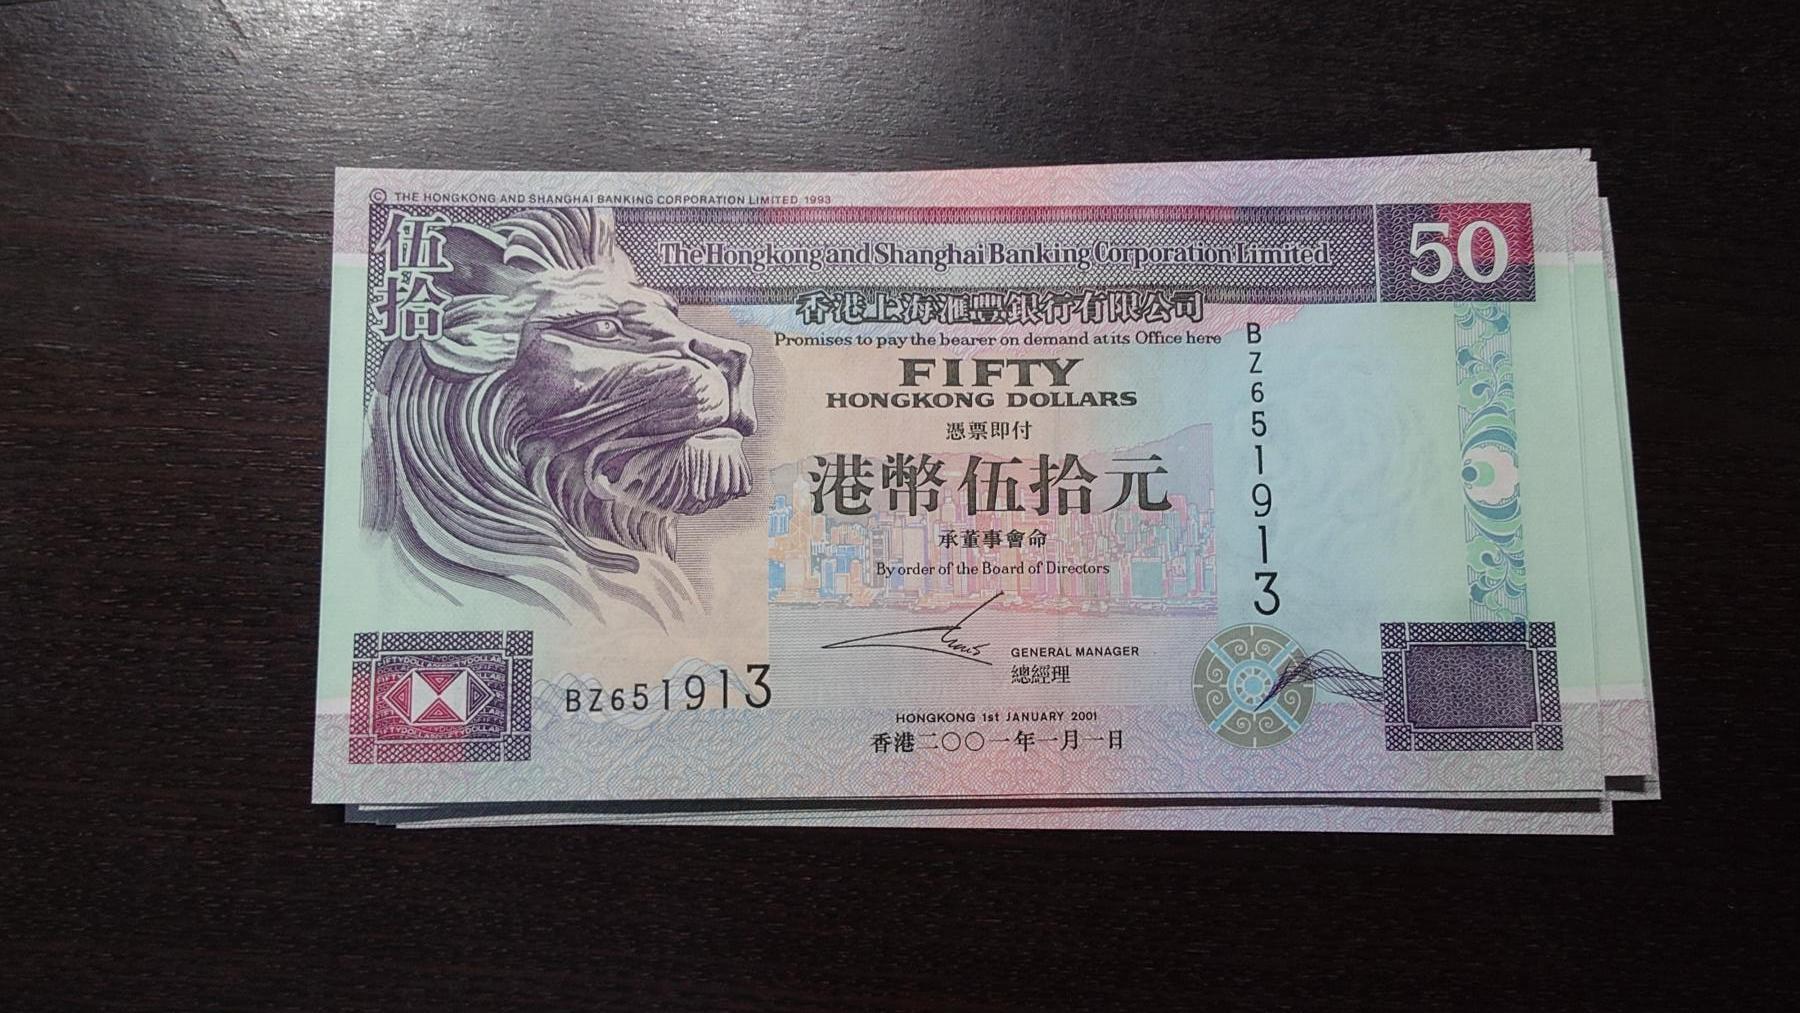 © THE HONGKONG AND SHANGHAI BANKING CORPORATION LIMITED 1993
伍拾
The Hongkong and Shanghai Banking Corporation Limited
50
香港上海滙豐銀行有限公司
Promises to pay the bearer on demand at its Office here
BZ651913
FIFTY
HONGKONG DOLLARS
憑票即付
港幣伍拾元
承董事會命
By order of the Board of Directors
GENERAL MANAGER
總經理
BZ651913
HONGKONG 1st JANUARY 2001
香港二〇〇一年一月一日